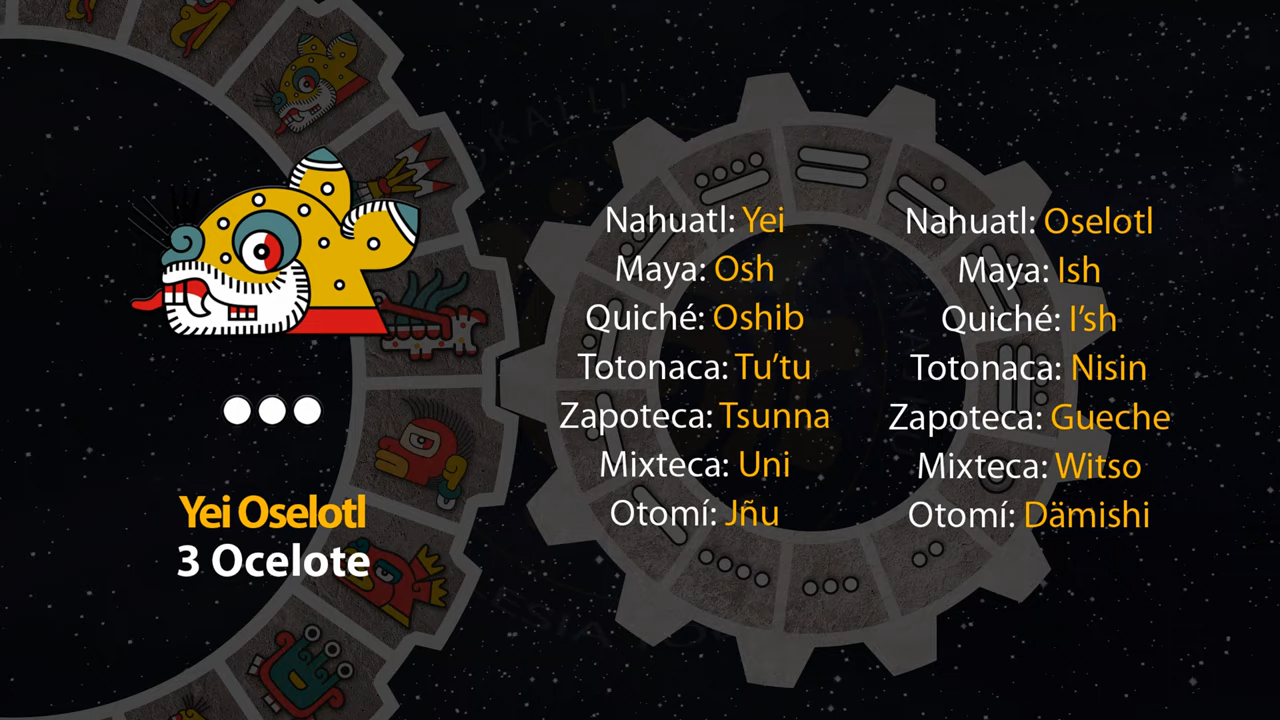 Yei Oselotl
3 Ocelote
Nahuatl: Yei
Maya: Osh
Quiché: Oshib
Totonaca: Tu’tu
Zapoteca: Tsunna
Mixteca: Uni
Otomí: Jñu
Nahuatl: Oselotl
Maya: Ish
Quiché: I’sh
Totonaca: Nisin
Zapoteca: Gueche
Mixteca: Witso
Otomí: Dämishi